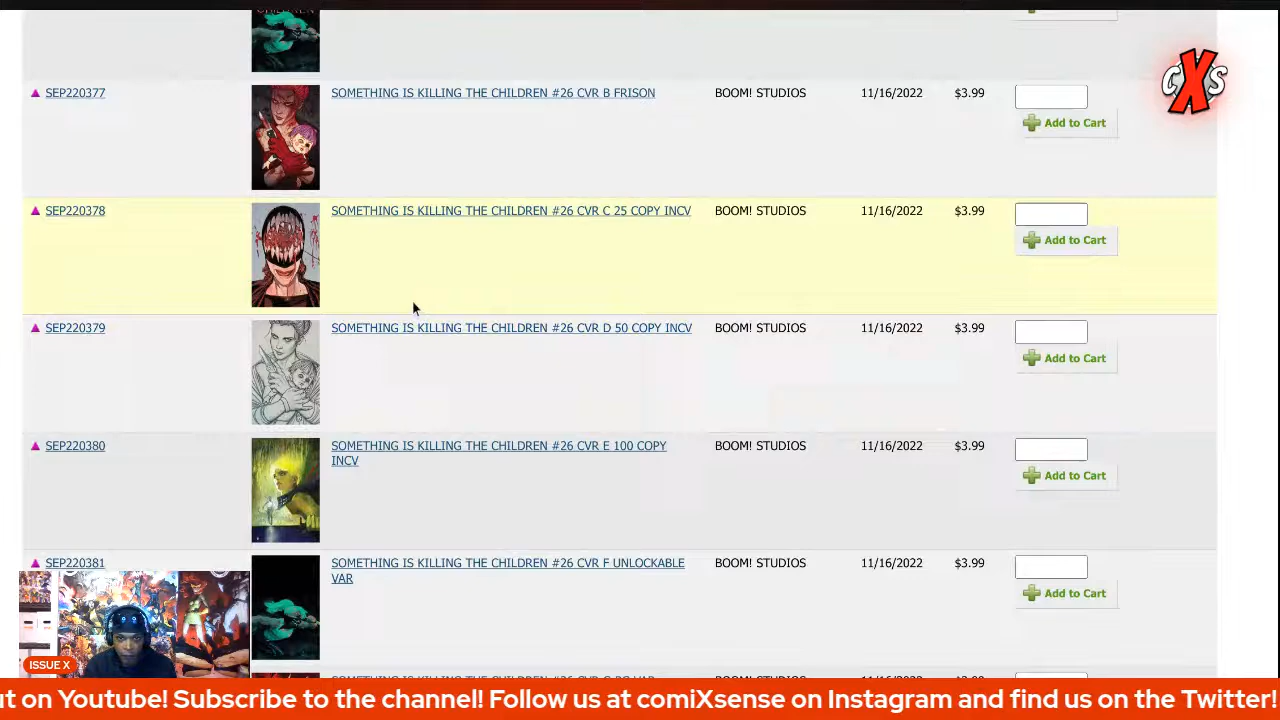 Add to Cart
SEP220377 SOMETHING IS KILLING THE CHILDREN #26 CVR B FRISON BOOM! STUDIOS 11/16/2022 $3.99
Add to Cart
cXs
SEP220378 SOMETHING IS KILLING THE CHILDREN #26 CVR C 25 COPY INCV BOOM! STUDIOS 11/16/2022 $3.99
Add to Cart
SEP220379 SOMETHING IS KILLING THE CHILDREN #26 CVR D 50 COPY INCV BOOM! STUDIOS 11/16/2022 $3.99
Add to Cart
SEP220380 SOMETHING IS KILLING THE CHILDREN #26 CVR E 100 COPY BOOM! STUDIOS 11/16/2022 $3.99
INCV
Add to Cart
SEP220381 SOMETHING IS KILLING THE CHILDREN #26 CVR F UNLOCKABLE BOOM! STUDIOS 11/16/2022 $3.99
VAR
Add to Cart
ISSUE X
ut on Youtube! Subscribe to the channel! Follow us at comiXsense on Instagram and find us on the Twitter!